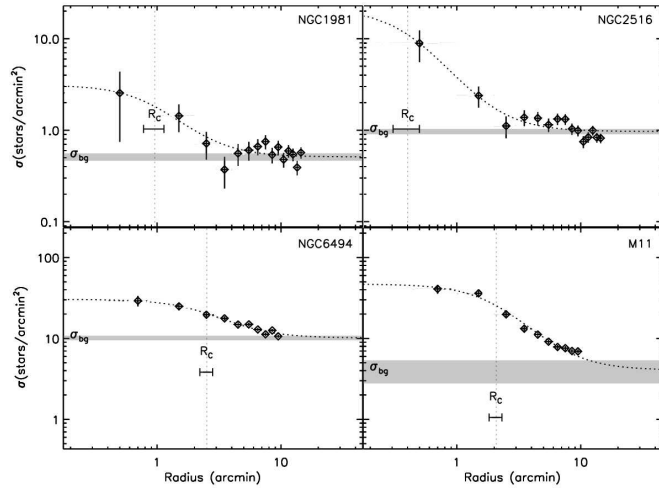 NGC1981
NGC2516
10.0
1.0
0.1
σ(stars/arcmin²)
R_c
R_c
σ_bg
σ_bg
NGC6494
M11
100
10
1
σ(stars/arcmin²)
σ_bg
σ_bg
R_c
R_c
1
10
1
10
Radius (arcmin)
Radius (arcmin)